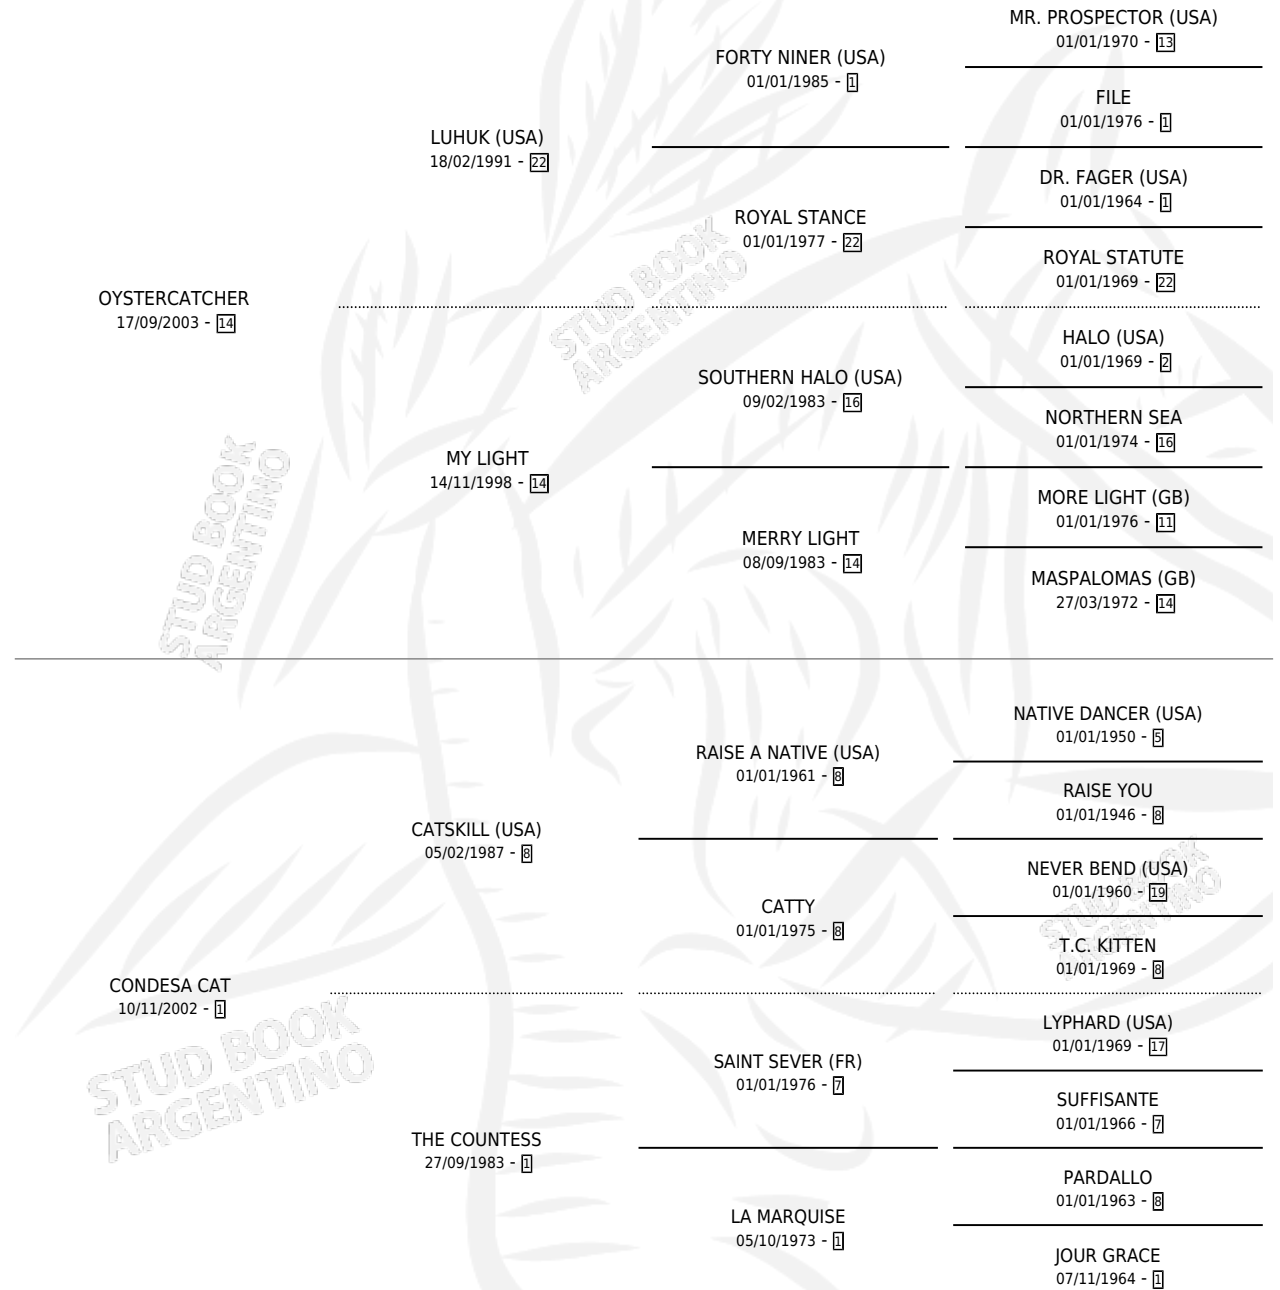 MR. PROSPECTOR (USA)
01/01/1970 - 13
FORTY NINER (USA)
01/01/1985 - 1
FILE
01/01/1976 - 1
LUHUK (USA)
18/02/1991 - 22
DR. FAGER (USA)
01/01/1964 - 1
ROYAL STANCE
01/01/1977 - 22
ROYAL STATUTE
01/01/1969 - 22
OYSTERCATCHER
17/09/2003 - 14
STUD BOOK
ARGENTINO
HALO (USA)
01/01/1969 - 2
SOUTHERN HALO (USA)
09/02/1983 - 16
NORTHERN SEA
01/01/1974 - 16
MY LIGHT
14/11/1998 - 14
MORE LIGHT (GB)
01/01/1976 - 11
MERRY LIGHT
08/09/1983 - 14
MASPALOMAS (GB)
27/03/1972 - 14
STUD BOOK
ARGENTINO
NATIVE DANCER (USA)
01/01/1950 - 5
RAISE A NATIVE (USA)
01/01/1961 - 8
RAISE YOU
01/01/1946 - 8
CATSKILL (USA)
05/02/1987 - 8
NEVER BEND (USA)
01/01/1960 - 19
CATTY
01/01/1975 - 8
STUD BOOK
ARGENTINO
T.C. KITTEN
01/01/1969 - 8
CONDESA CAT
10/11/2002 - 1
STUD BOOK
ARGENTINO
LYPHARD (USA)
01/01/1969 - 17
SAINT SEVER (FR)
01/01/1976 - 7
SUFFISANTE
01/01/1966 - 7
THE COUNTESS
27/09/1983 - 1
PARDALLO
01/01/1963 - 8
LA MARQUISE
05/10/1973 - 1
JOUR GRACE
07/11/1964 - 1